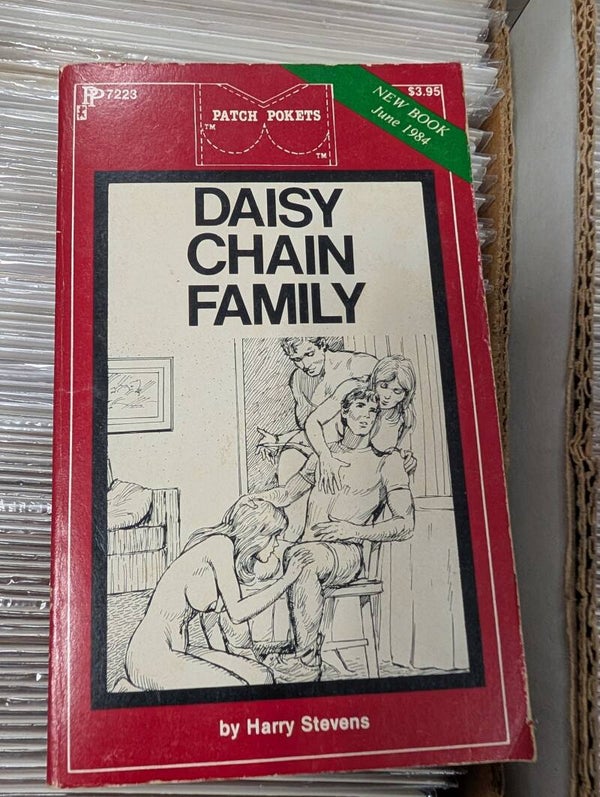 PP 7223
PATCH POKETS
TM
TM
$3.95
NEW BOOK
June 1984
DAISY
CHAIN
FAMILY
by Harry Stevens